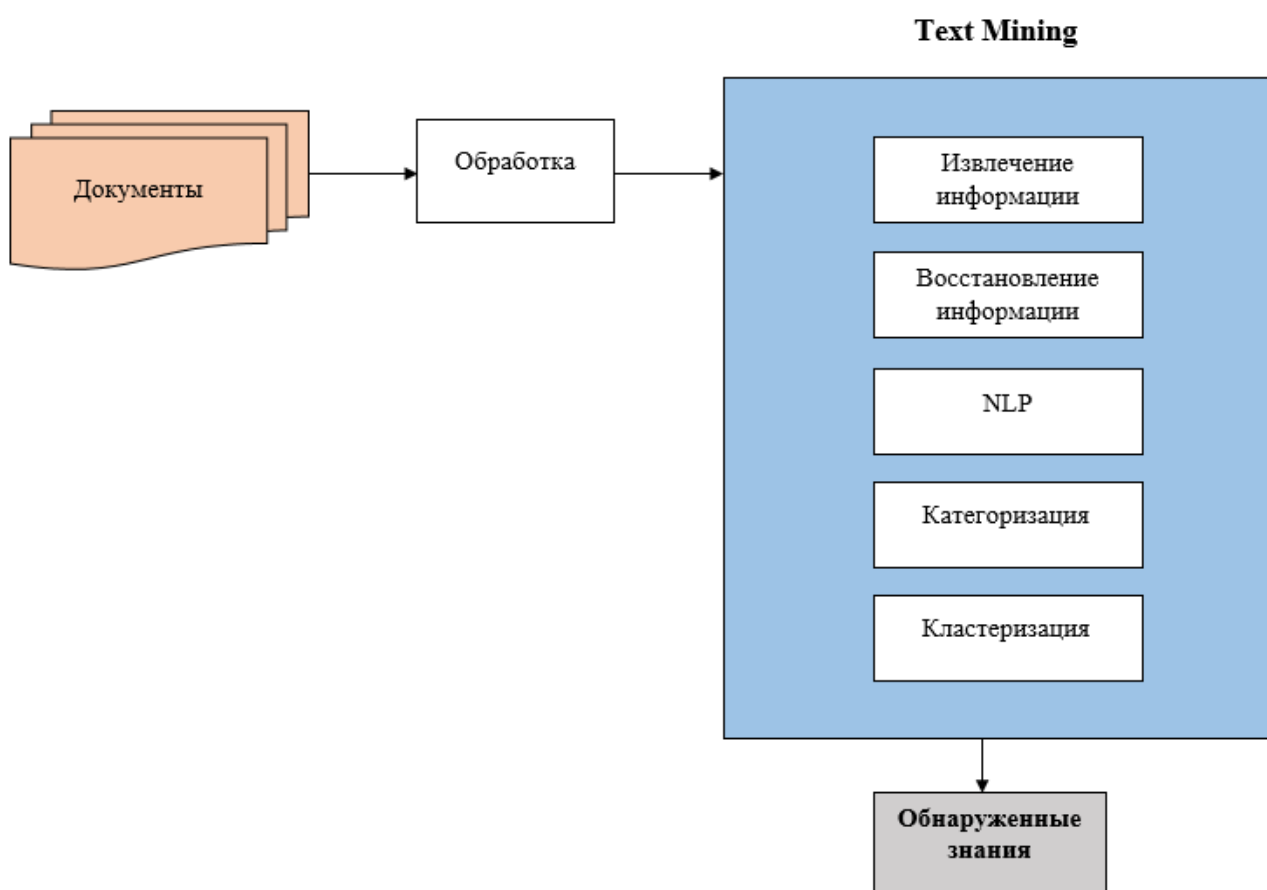 Text Mining
Документы
Обработка
Извлечение
информации
Восстановление
информации
NLP
Категоризация
Кластеризация
Обнаруженные
знания